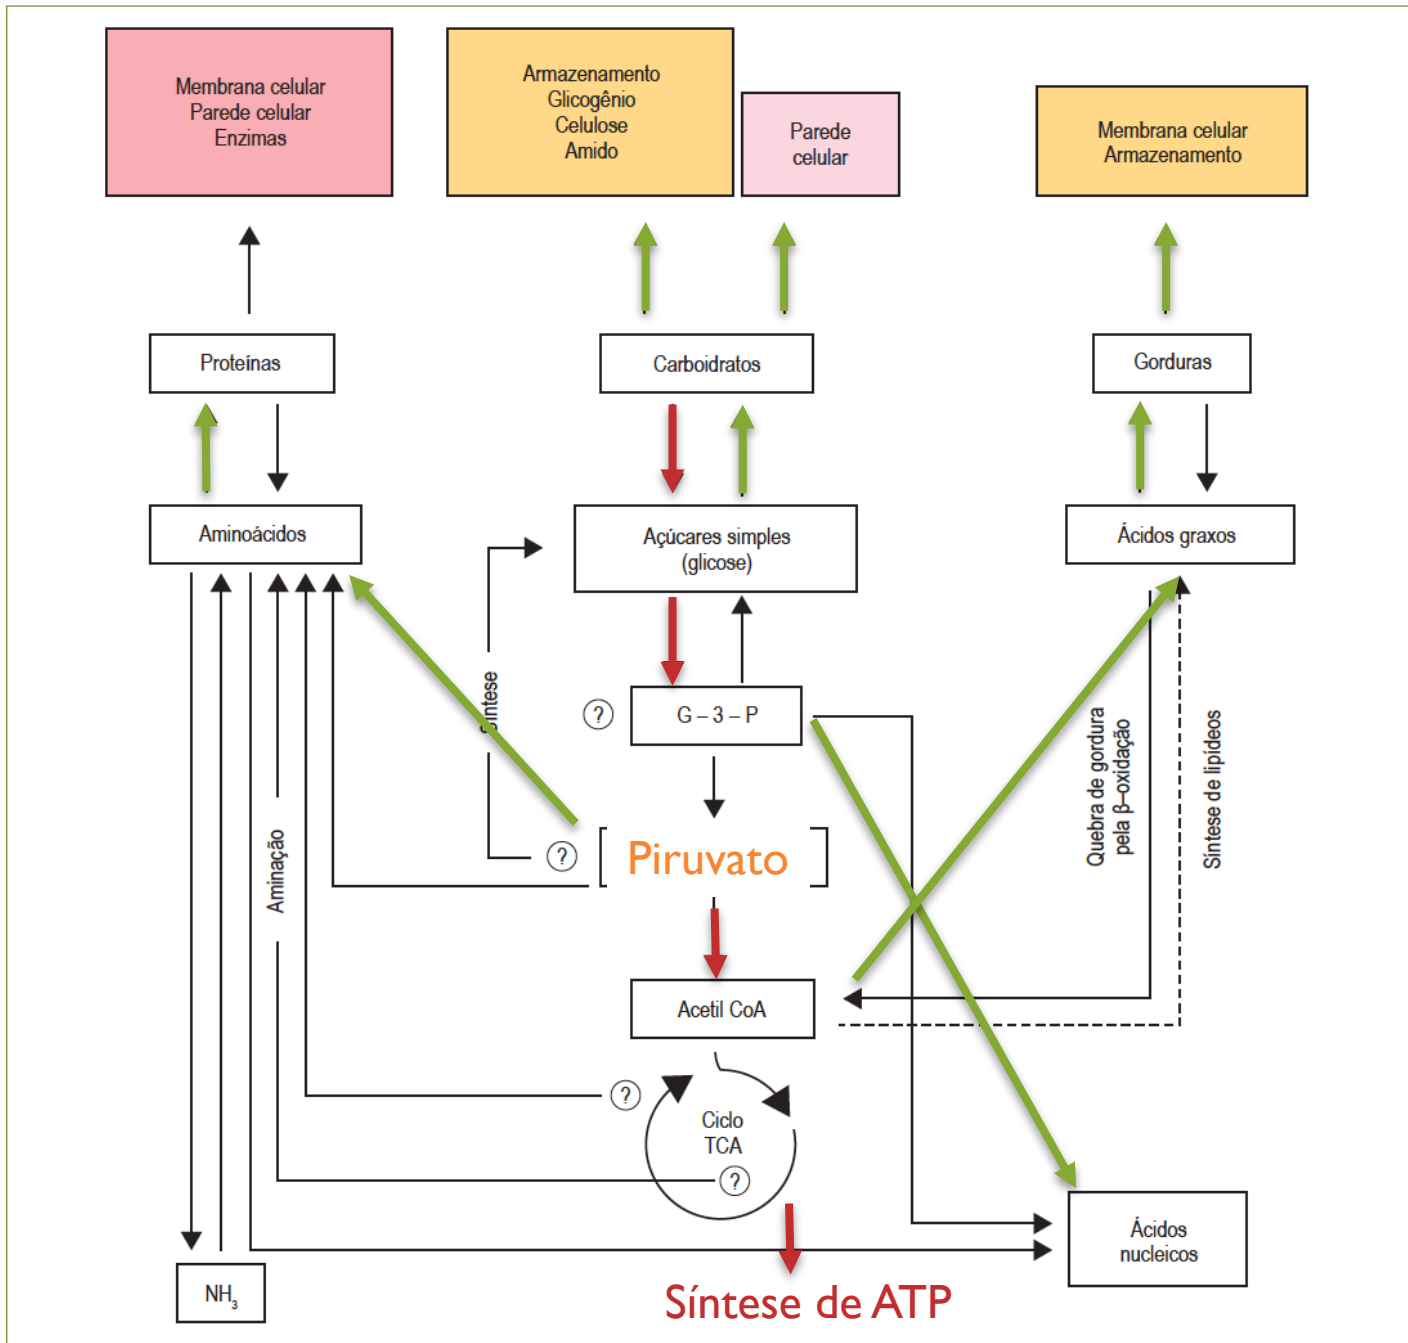 Membrana celular
Parede celular
Enzimas
Armazenamento
Glicogênio
Celulose
Amido
Parede
celular
Membrana celular
Armazenamento
Proteínas
Carboidratos
Gorduras
Aminoácidos
Açúcares simples
(glicose)
Ácidos graxos
Síntese
?
G – 3 – P
Quebra de gordura
pela β–oxidação
Síntese de lipídeos
Aminação
?
[ Piruvato ]
Acetil CoA
?
Ciclo
TCA
?
Ácidos
nucleicos
NH3
Síntese de ATP